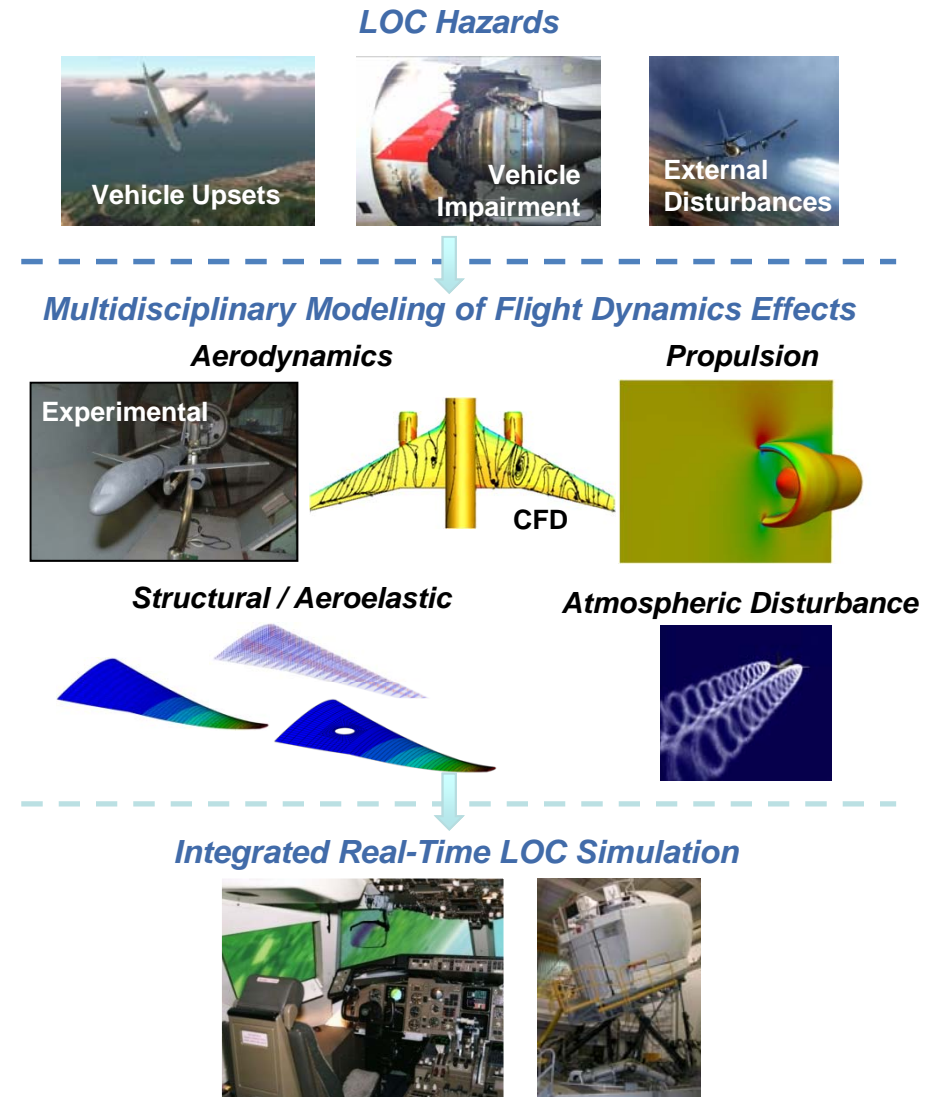 LOC Hazards
Vehicle Upsets
Vehicle
Impairment
External
Disturbances
Multidisciplinary Modeling of Flight Dynamics Effects
Aerodynamics
Propulsion
Experimental
CFD
Structural / Aeroelastic
Atmospheric Disturbance
Integrated Real-Time LOC Simulation